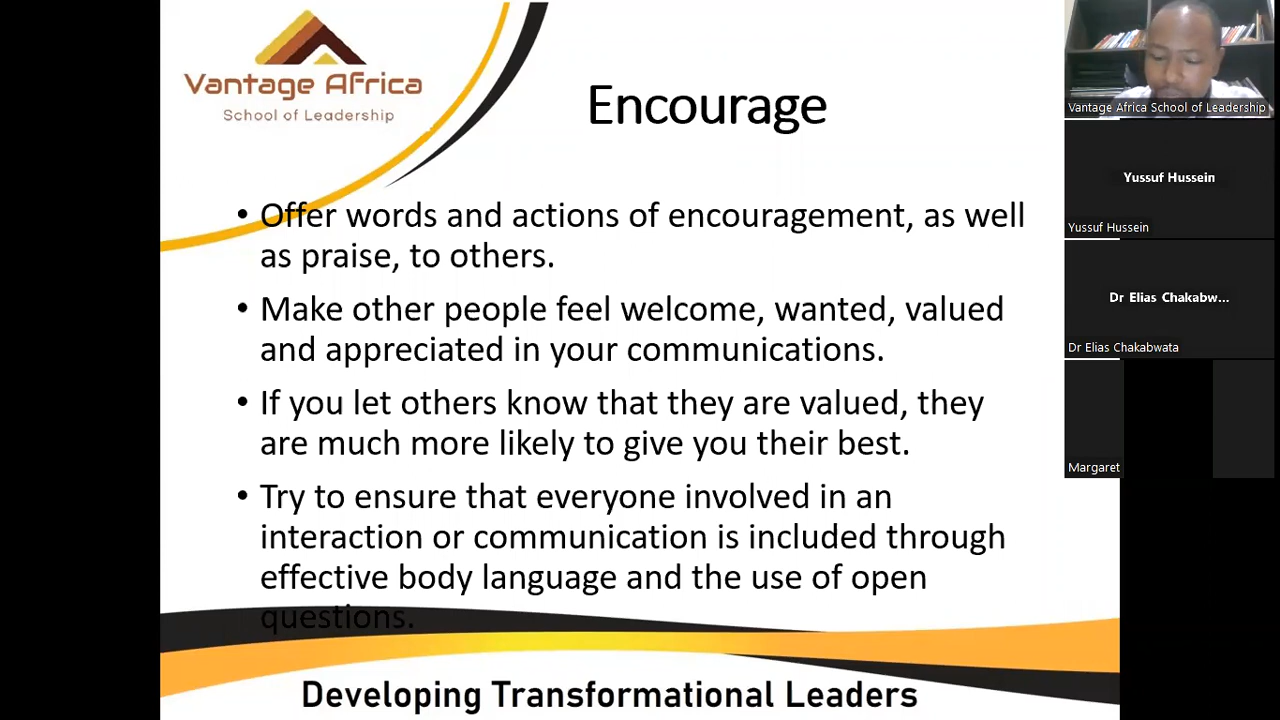 Vantage Africa
School of Leadership
Encourage
• Offer words and actions of encouragement, as well
as praise, to others.
• Make other people feel welcome, wanted, valued
and appreciated in your communications.
• If you let others know that they are valued, they
are much more likely to give you their best.
• Try to ensure that everyone involved in an
interaction or communication is included through
effective body language and the use of open
questions.
Developing Transformational Leaders
Vantage Africa School of Leadership
Yussuf Hussein
Yussuf Hussein
Dr Elias Chakabw...
Dr Elias Chakabwata
Margaret